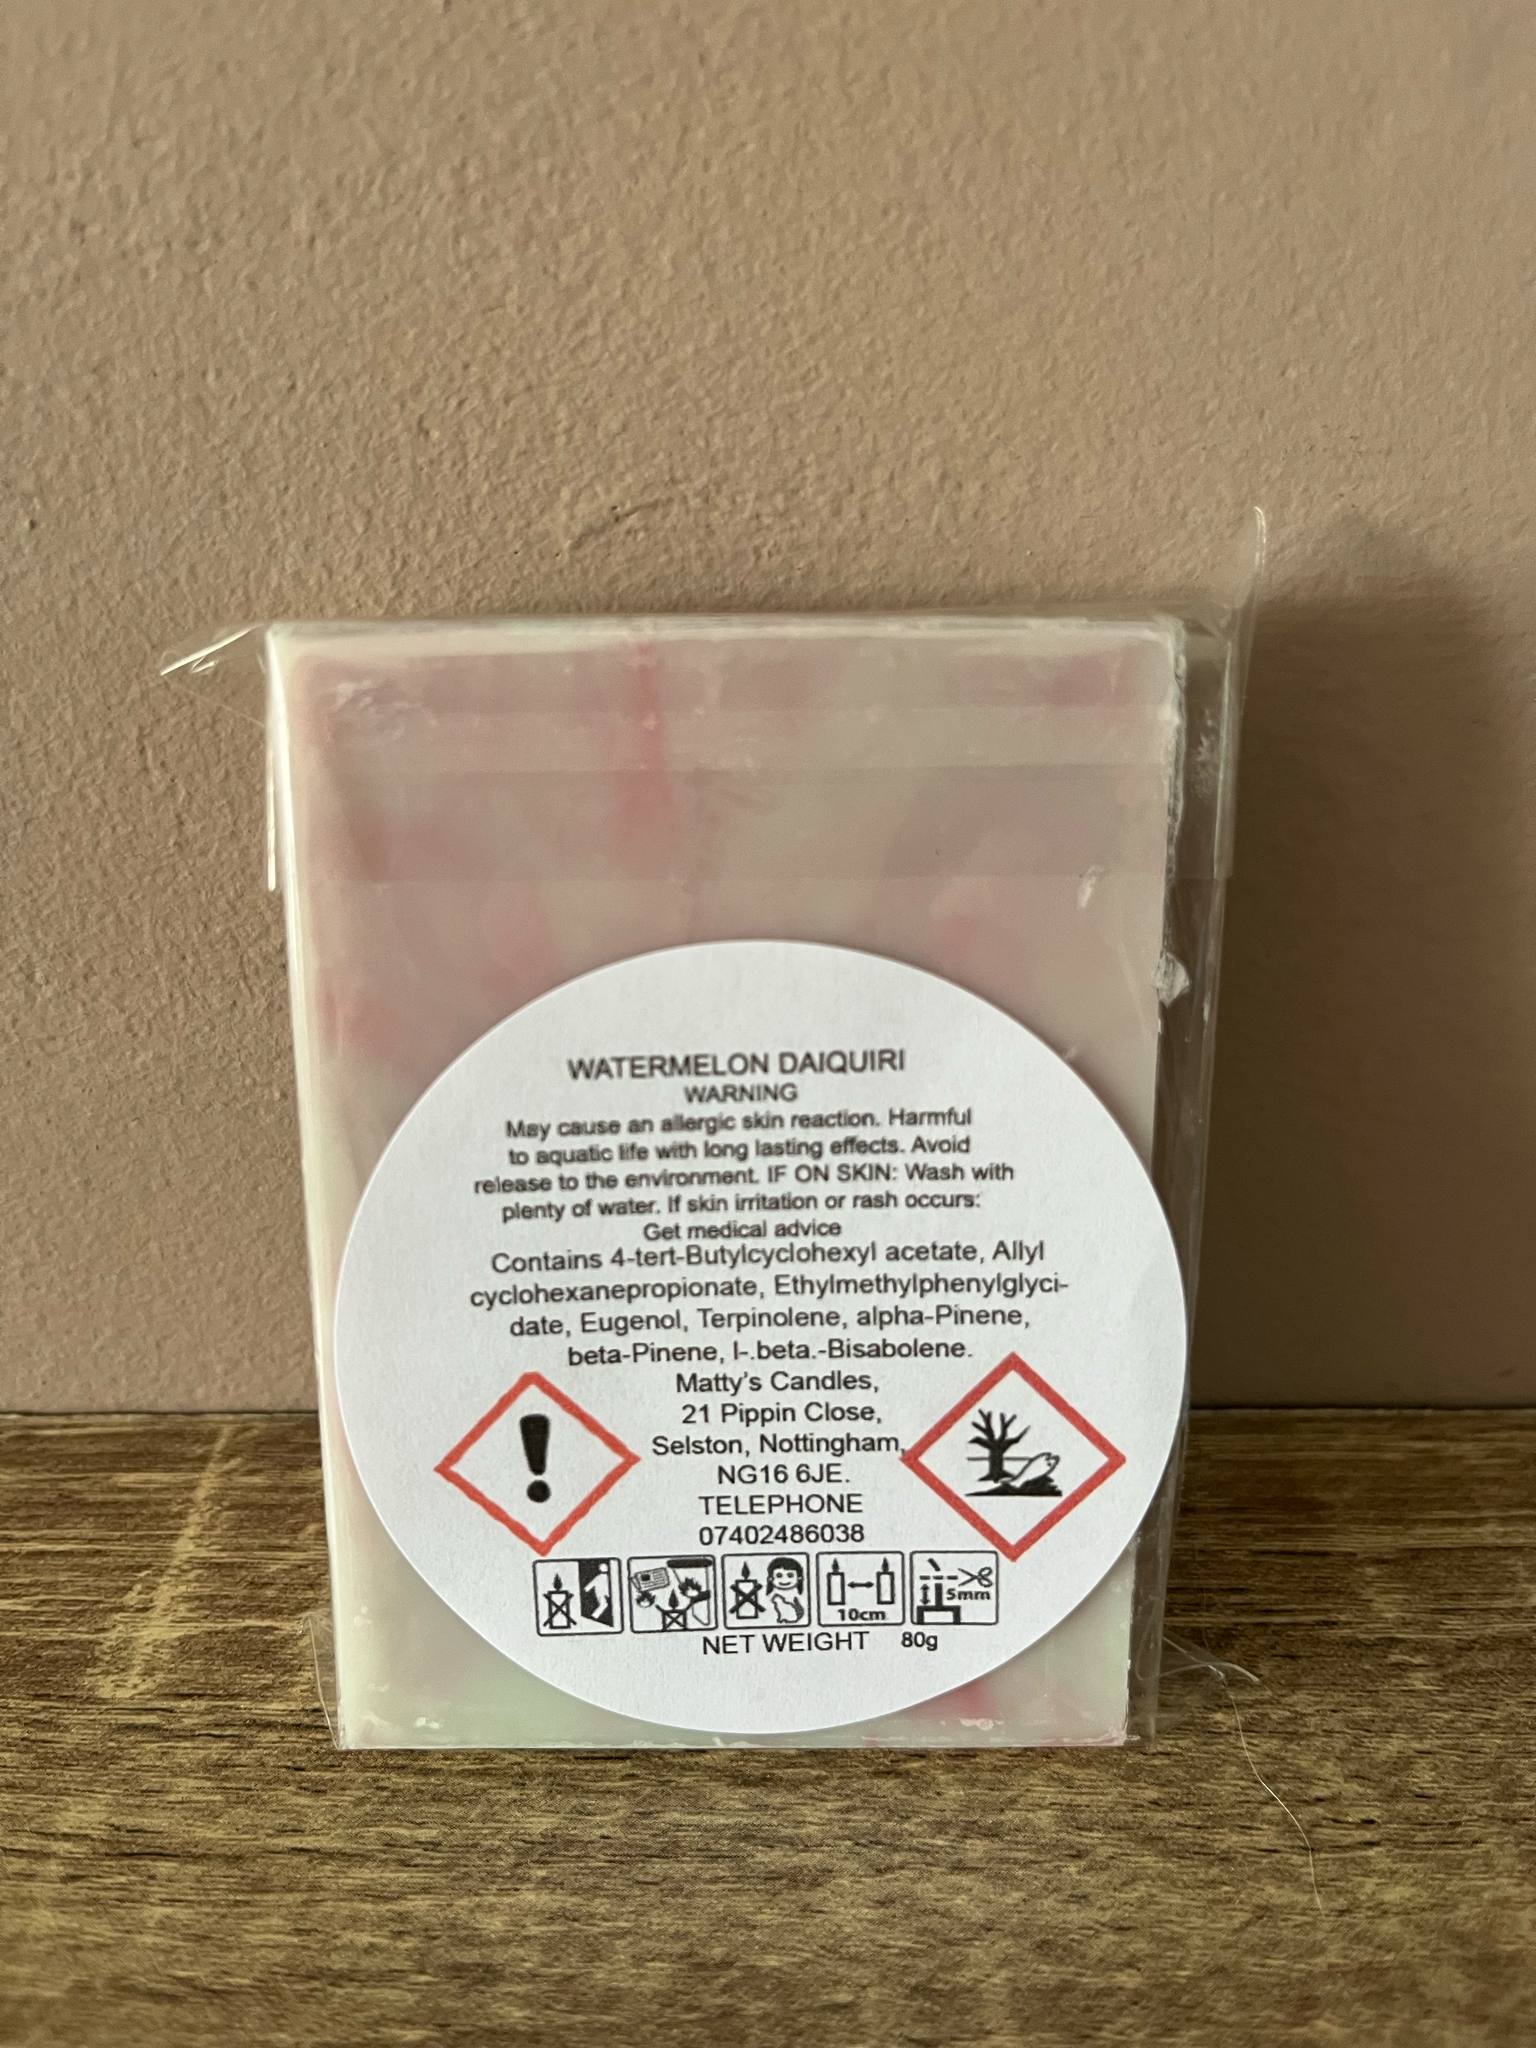 WATERMELON DAIQUIRI
WARNING
May cause an allergic skin reaction. Harmful
to aquatic life with long lasting effects. Avoid
release to the environment. IF ON SKIN: Wash with
plenty of water. If skin irritation or rash occurs:
Get medical advice
Contains 4-tert-Butylcyclohexyl acetate, Allyl
cyclohexanepropionate, Ethylmethylphenylglyci-
date, Eugenol, Terpinolene, alpha-Pinene,
beta-Pinene, l-.beta.-Bisabolene.
Matty's Candles,
21 Pippin Close,
Selston, Nottingham,
NG16 6JE.
TELEPHONE
07402486038
10cm
5mm
NET WEIGHT 80g